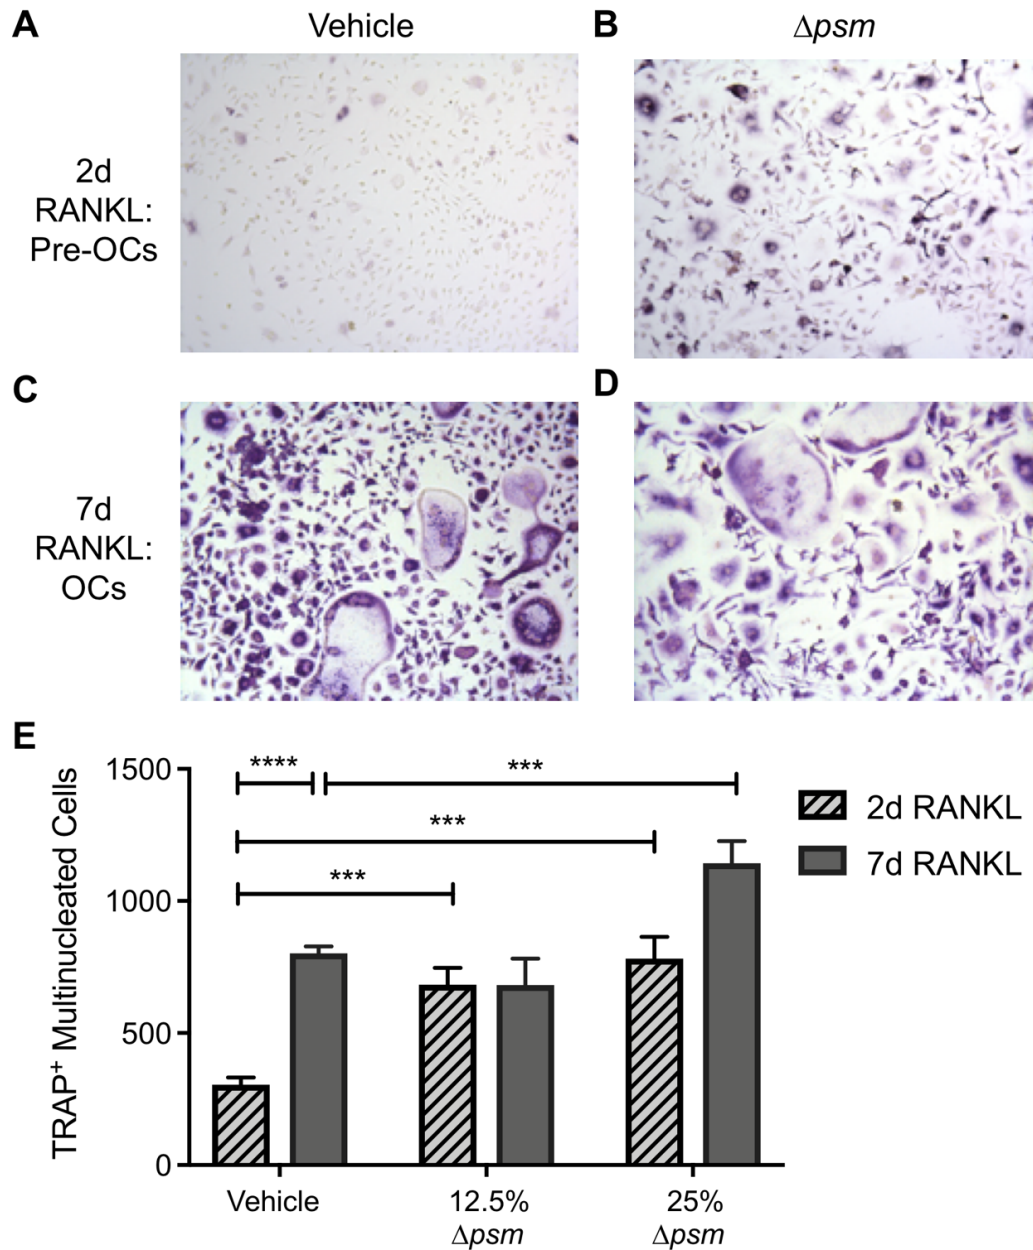 A
Vehicle
B
Δpsm
2d
RANKL:
Pre-OCs
C
D
7d
RANKL:
OCs
E
TRAP+ Multinucleated Cells
1500
1000
500
0
****
***
***
***
2d RANKL
7d RANKL
Vehicle
12.5%
Δpsm
25%
Δpsm